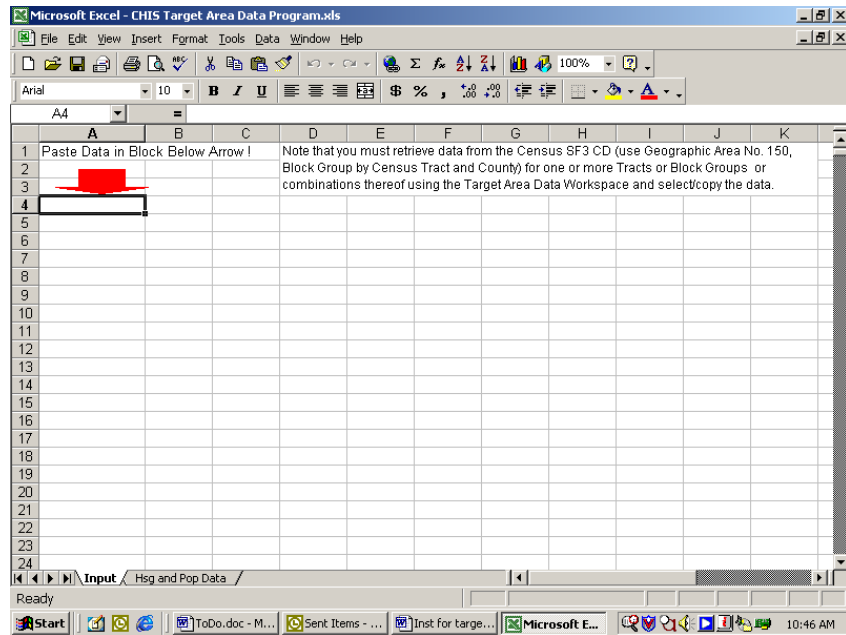 Microsoft Excel - CHIS Target Area Data Program.xls
File Edit View Insert Format Tools Data Window Help
100%
Arial 10 B I U $ % ,
A4 =
A B C D E F G H I J K
1 Paste Data in Block Below Arrow ! Note that you must retrieve data from the Census SF3 CD (use Geographic Area No. 150,
2 Block Group by Census Tract and County) for one or more Tracts or Block Groups or
3 combinations thereof using the Target Area Data Workspace and select/copy the data.
4
5
6
7
8
9
10
11
12
13
14
15
16
17
18
19
20
21
22
23
24
Input Hsg and Pop Data
Ready
Start ToDo.doc - M... Sent Items - ... Inst for targe... Microsoft E... 10:46 AM